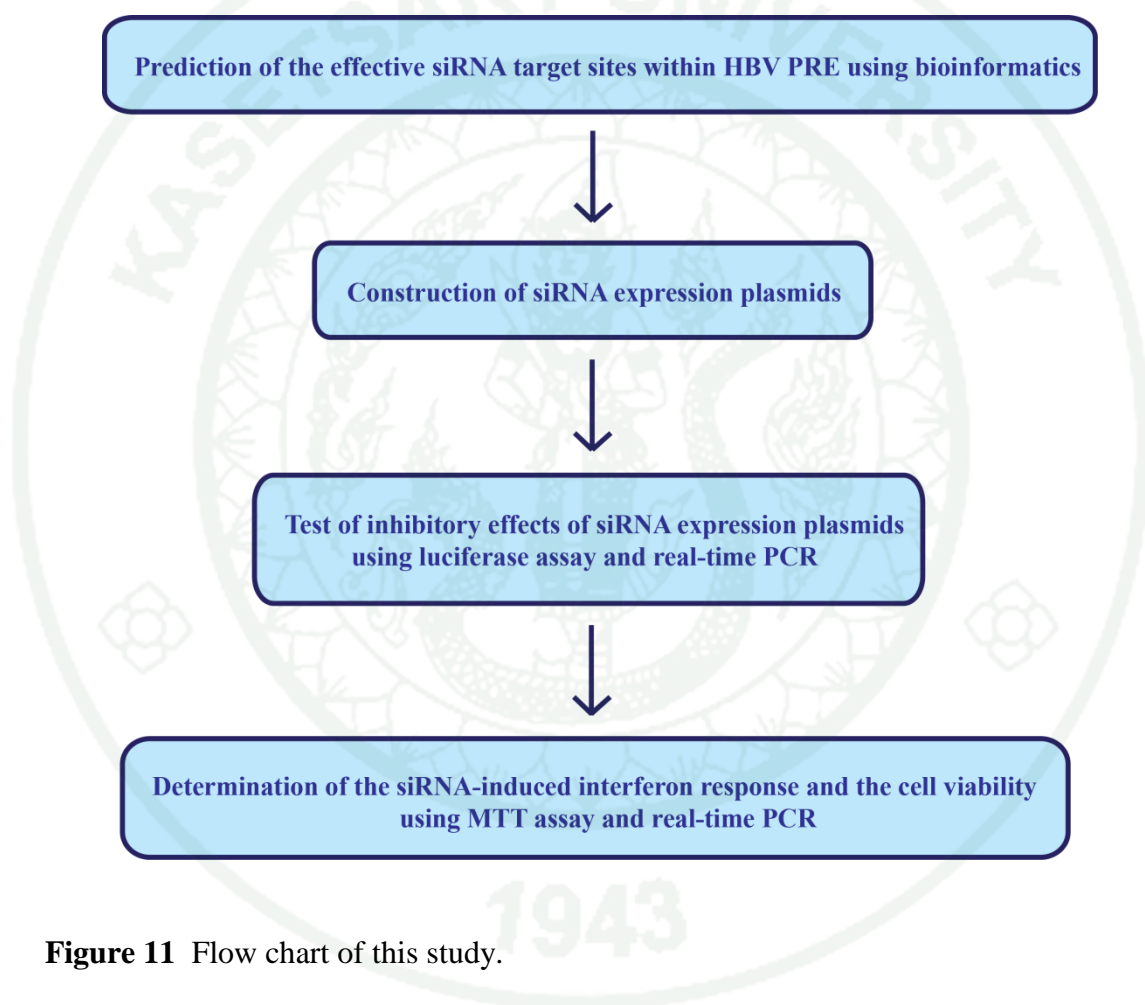 KASETSART UNIVERSITY
Prediction of the effective siRNA target sites within HBV PRE using bioinformatics
Construction of siRNA expression plasmids
Test of inhibitory effects of siRNA expression plasmids
using luciferase assay and real-time PCR
Determination of the siRNA-induced interferon response and the cell viability
using MTT assay and real-time PCR
1943
Figure 11 Flow chart of this study.